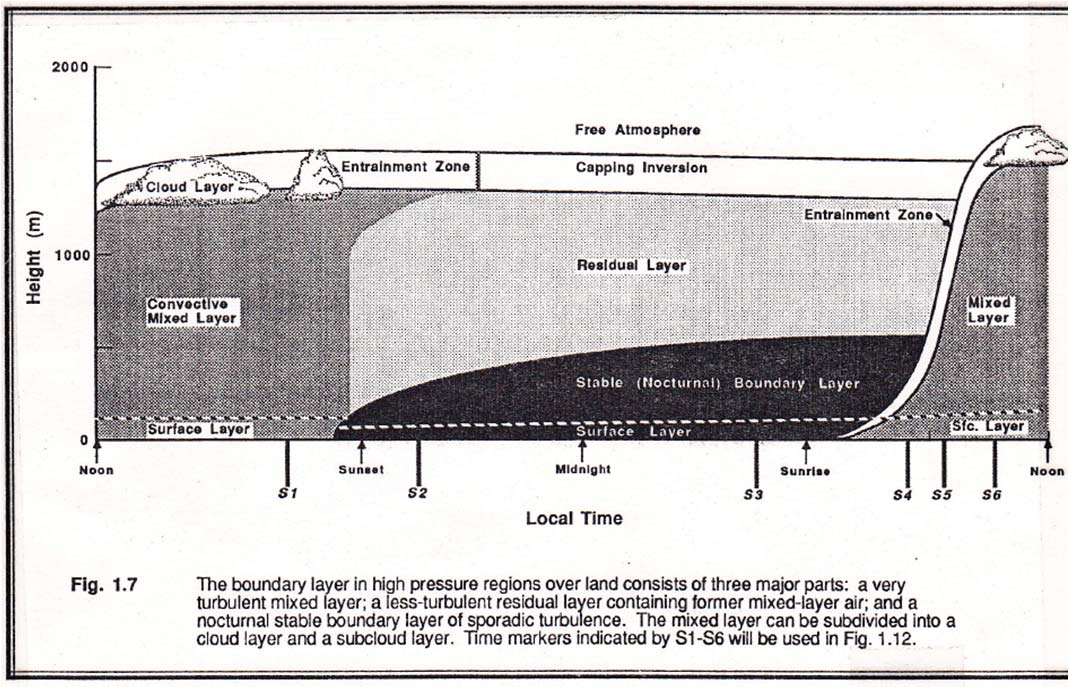 2000
Free Atmosphere
Entrainment Zone
Capping Inversion
Cloud Layer
Entrainment Zone
Height (m)
1000
Residual Layer
Convective
Mixed Layer
Mixed
Layer
Stable (Nocturnal) Boundary Layer
Surface Layer
Surface Layer
Sfc. Layer
0
Noon
Sunset
Midnight
Sunrise
Noon
S1
S2
S3
S4
S5
S6
Local Time
Fig. 1.7
The boundary layer in high pressure regions over land consists of three major parts: a very
turbulent mixed layer; a less-turbulent residual layer containing former mixed-layer air; and a
nocturnal stable boundary layer of sporadic turbulence. The mixed layer can be subdivided into a
cloud layer and a subcloud layer. Time markers indicated by S1-S6 will be used in Fig. 1.12.